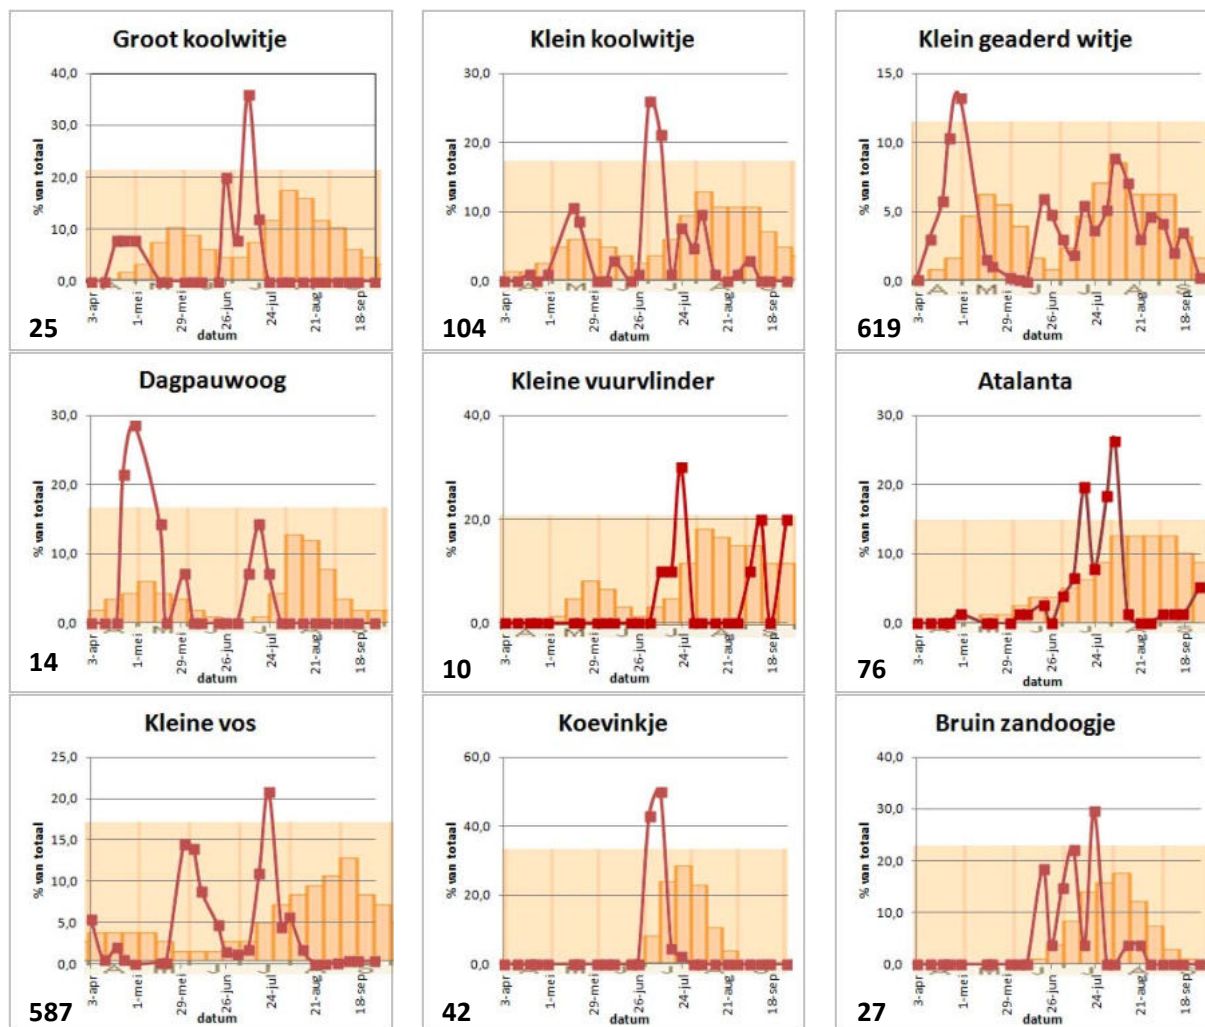 Groot koolwitje
% van totaal
40,0
30,0
20,0
10,0
0,0
3-apr
1-mei
29-mei
26-jun
24-jul
21-aug
18-sep
datum
25
Klein koolwitje
% van totaal
30,0
20,0
10,0
0,0
3-apr
1-mei
29-mei
26-jun
24-jul
21-aug
18-sep
datum
104
Klein geaderd witje
% van totaal
15,0
10,0
5,0
0,0
3-apr
1-mei
29-mei
26-jun
24-jul
21-aug
18-sep
datum
619
Dagpauwoog
% van totaal
30,0
20,0
10,0
0,0
3-apr
1-mei
29-mei
26-jun
24-jul
21-aug
18-sep
datum
14
Kleine vuurvlinder
% van totaal
40,0
20,0
0,0
3-apr
1-mei
29-mei
26-jun
24-jul
21-aug
18-sep
datum
10
Atalanta
% van totaal
30,0
20,0
10,0
0,0
3-apr
1-mei
29-mei
26-jun
24-jul
21-aug
18-sep
datum
76
Kleine vos
% van totaal
25,0
20,0
15,0
10,0
5,0
0,0
3-apr
1-mei
29-mei
26-jun
24-jul
21-aug
18-sep
datum
587
Koevinkje
% van totaal
60,0
40,0
20,0
0,0
3-apr
1-mei
29-mei
26-jun
24-jul
21-aug
18-sep
datum
42
Bruin zandoogje
% van totaal
40,0
30,0
20,0
10,0
0,0
3-apr
1-mei
29-mei
26-jun
24-jul
21-aug
18-sep
datum
27